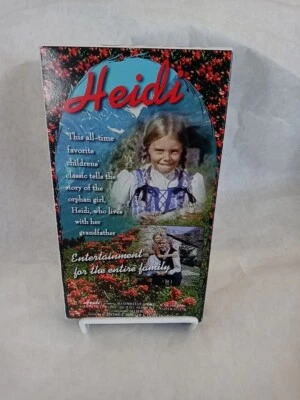 Heidi
This all-time
favorite
childrens'
classic tells the
story of the
orphan girl,
Heidi, who lives
with her
grandfather
Entertainment
for the entire family
Heidi